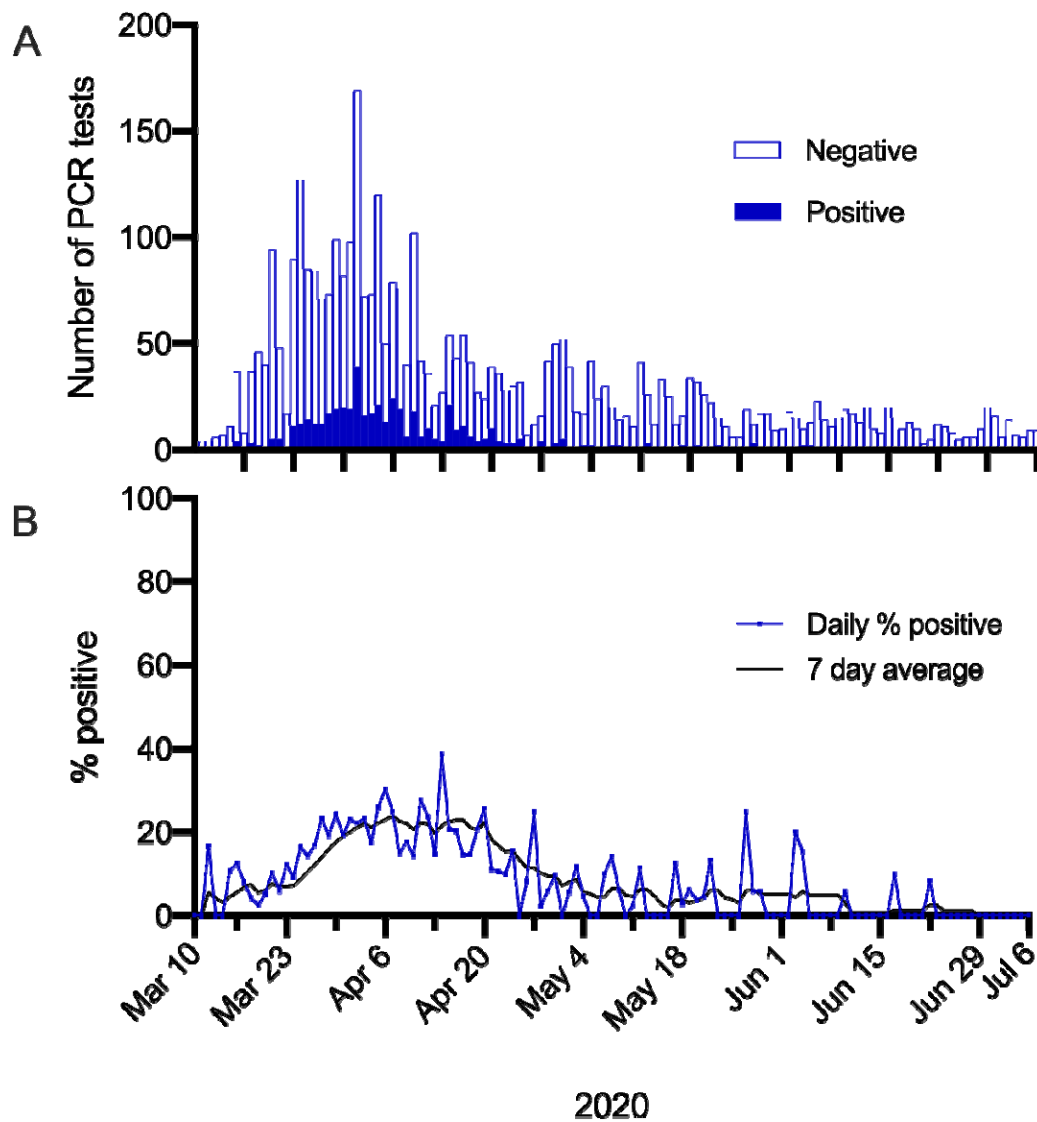 A
Number of PCR tests
200
150
100
50
0
Negative
Positive
B
% positive
100
80
60
40
20
0
Daily % positive
7 day average
Mar 10
Mar 23
Apr 6
Apr 20
May 4
May 18
Jun 1
Jun 15
Jun 29
Jul 6
2020